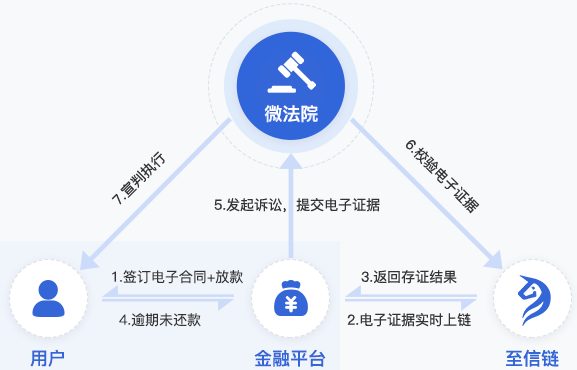 微法院
7.宣判执行
6.校验电子证据
5.发起诉讼，提交电子证据
1.签订电子合同+放款
3.返回存证结果
4.逾期未还款
2.电子证据实时上链
用户
金融平台
至信链